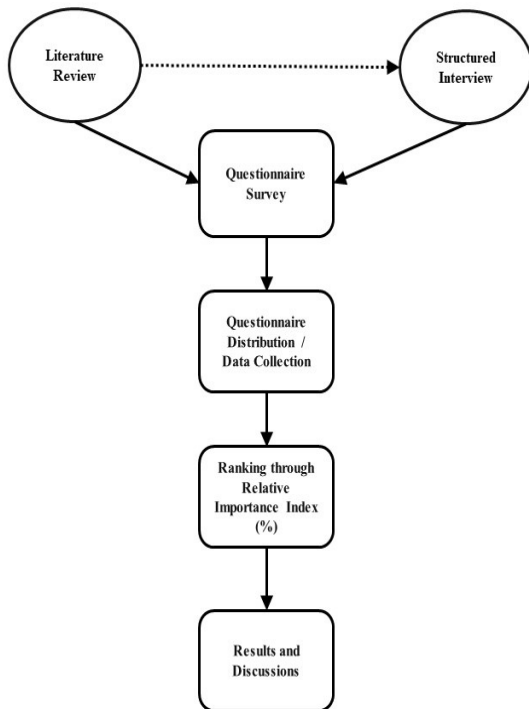 Literature
Review
Structured
Interview
Questionnaire
Survey
Questionnaire
Distribution /
Data Collection
Ranking through
Relative
Importance Index
(%)
Results and
Discussions